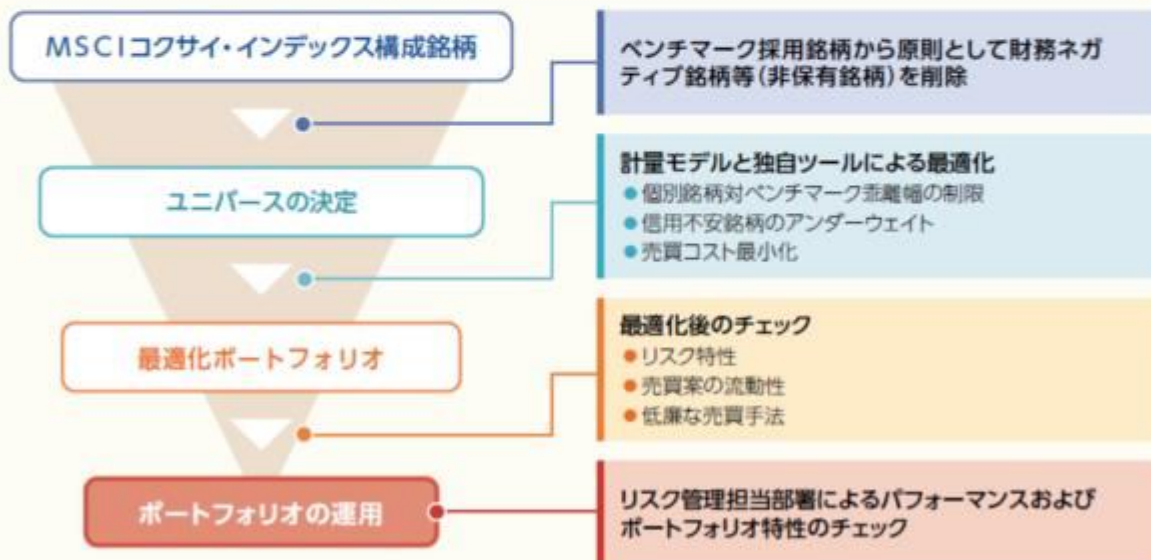 MSCIコクサイ・インデックス構成銘柄
ベンチマーク採用銘柄から原則として財務ネガ
ティブ銘柄等(非保有銘柄)を削除
ユニバースの決定
計量モデルと独自ツールによる最適化
●個別銘柄対ベンチマーク乖離幅の制限
●信用不安銘柄のアンダーウェイト
●売買コスト最小化
最適化ポートフォリオ
最適化後のチェック
●リスク特性
●売買案の流動性
●低廉な売買手法
ポートフォリオの運用
リスク管理担当部署によるパフォーマンスおよび
ポートフォリオ特性のチェック